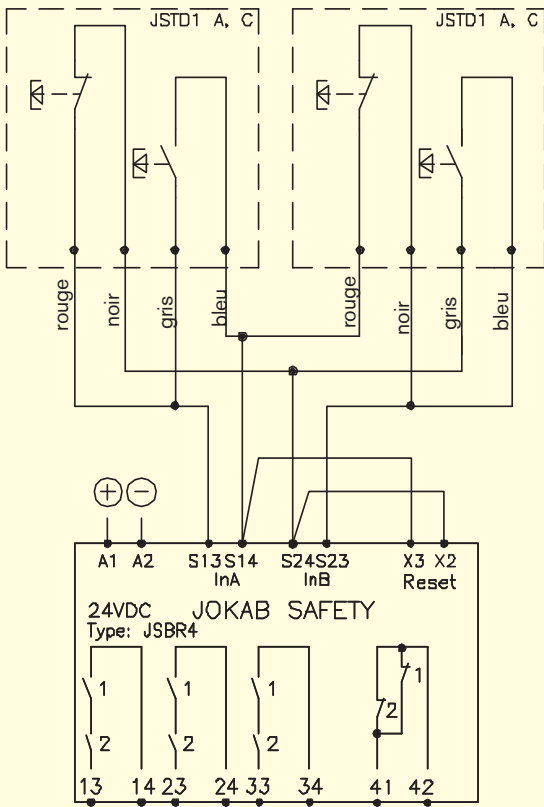 JSTD1 A, C JSTD1 A, C
rouge noir gris bleu rouge noir gris bleu
+ −
A1 A2 S13 S14 S24 S23 X3 X2
InA InB Reset
24VDC JOKAB SAFETY
Type: JSBR4
1 1 1 1
2 2 2 2
13 14 23 24 33 34 41 42